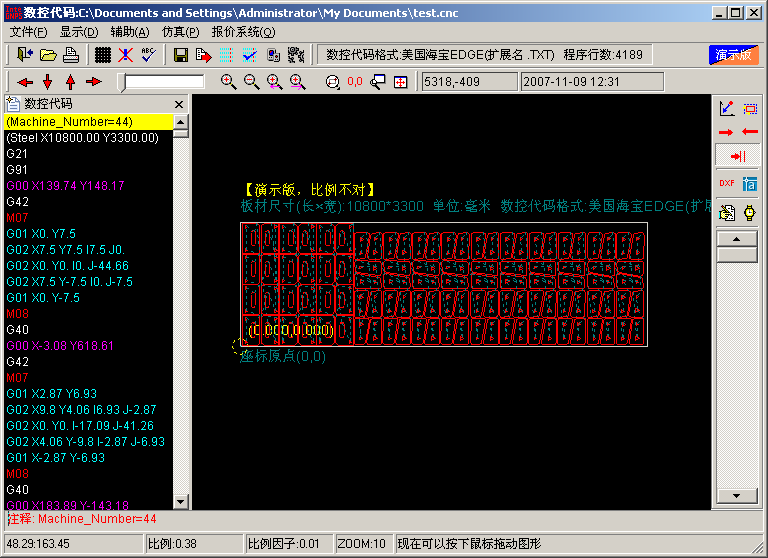 数控代码:C:\Documents and Settings\Administrator\My Documents\test.cnc
文件(F) 显示(D) 辅助(A) 仿真(P) 报价系统(Q)
ABC
数控代码格式:美国海宝EDGE(扩展名 .TXT) 程序行数:4189
演示版
0,0
5318,-409
2007-11-09 12:31
数控代码
(Machine_Number=44)
(Steel X10800.00 Y3300.00)
G21
G91
G00 X139.74 Y148.17
G42
M07
G01 X0. Y7.5
G02 X7.5 Y7.5 I7.5 J0.
G02 X0. Y0. I0. J-44.66
G02 X7.5 Y-7.5 I0. J-7.5
G01 X0. Y-7.5
M08
G40
G00 X-3.08 Y618.61
G42
M07
G01 X2.87 Y6.93
G02 X9.8 Y4.06 I6.93 J-2.87
G02 X0. Y0. I-17.09 J-41.26
G02 X4.06 Y-9.8 I-2.87 J-6.93
G01 X-2.87 Y-6.93
M08
G40
G00 X183.89 Y-143.18
【演示版，比例不对】
板材尺寸(长×宽):10800*3300 单位:毫米 数控代码格式:美国海宝EDGE(扩展
(0.000,0.000)
座标原点(0,0)
DXF
注释: Machine_Number=44
48.29:163.45
比例:0.38
比例因子:0.01
ZOOM:10
现在可以按下鼠标拖动图形